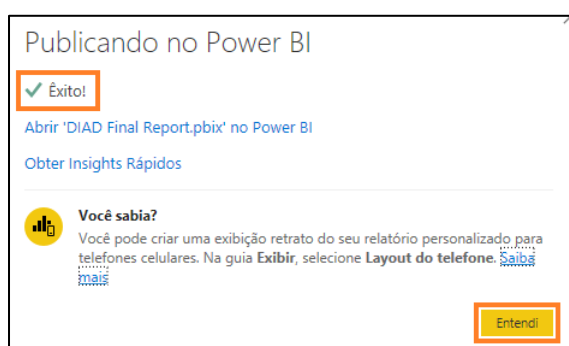 Publicando no Power BI
Êxito!
Abrir 'DIAD Final Report.pbix' no Power BI
Obter Insights Rápidos
Você sabia?
Você pode criar uma exibição retrato do seu relatório personalizado para
telefones celulares. Na guia Exibir, selecione Layout do telefone. Saiba
mais
Entendi